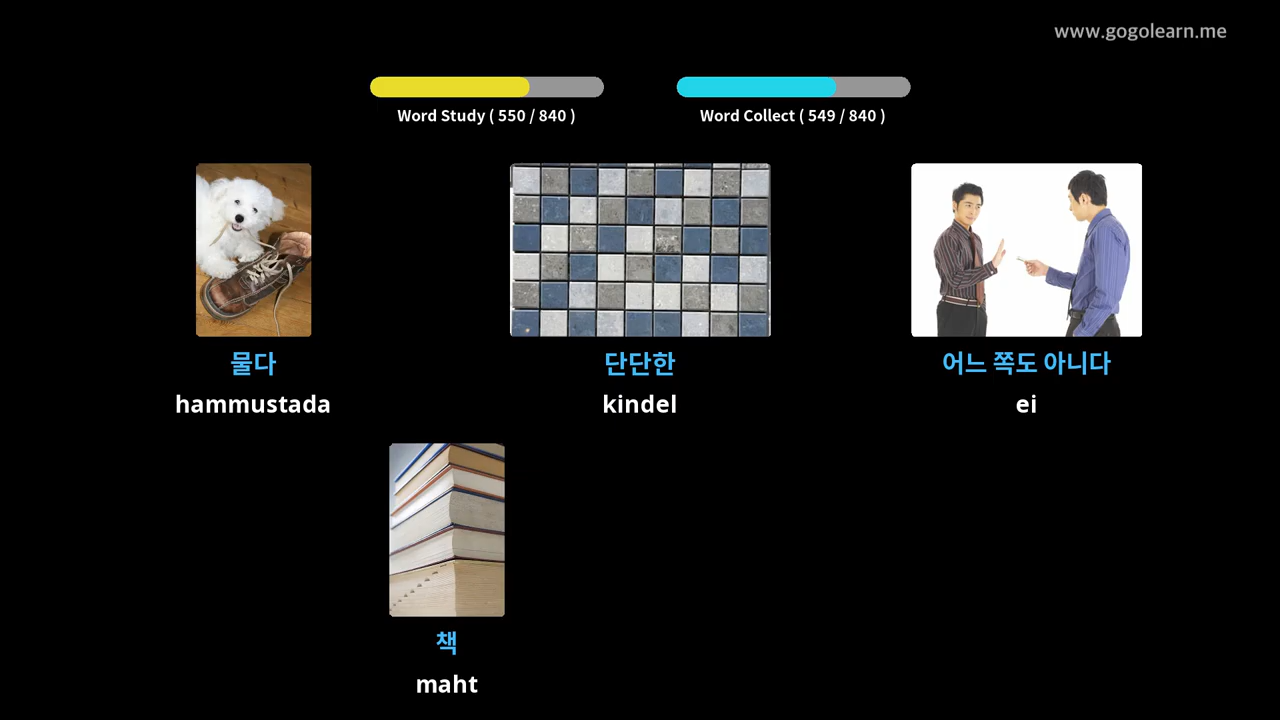 www.gogolearn.me
Word Study ( 550 / 840 )
Word Collect ( 549 / 840 )
물다
단단한
어느 쪽도 아니다
hammustada
kindel
ei
책
maht